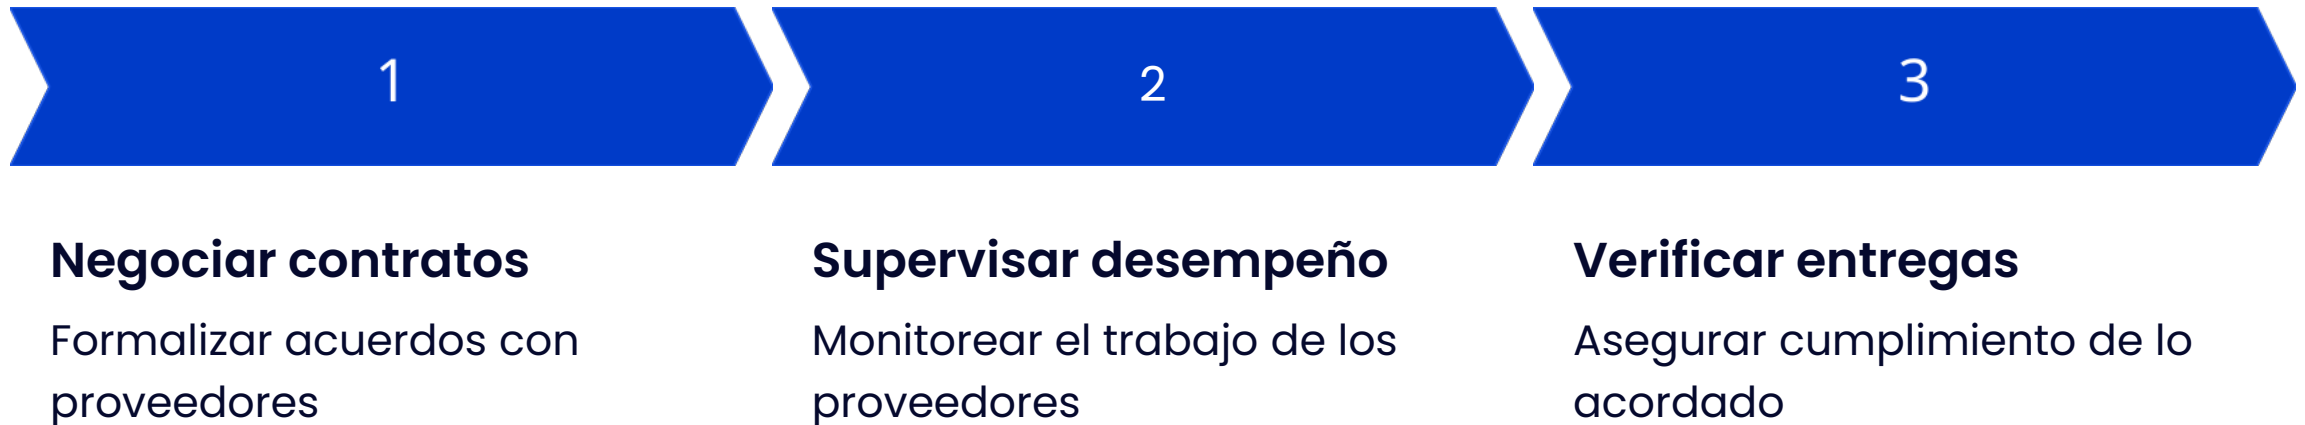 1
Negociar contratos
Formalizar acuerdos con
proveedores
2
Supervisar desempeño
Monitorear el trabajo de los
proveedores
3
Verificar entregas
Asegurar cumplimiento de lo
acordado